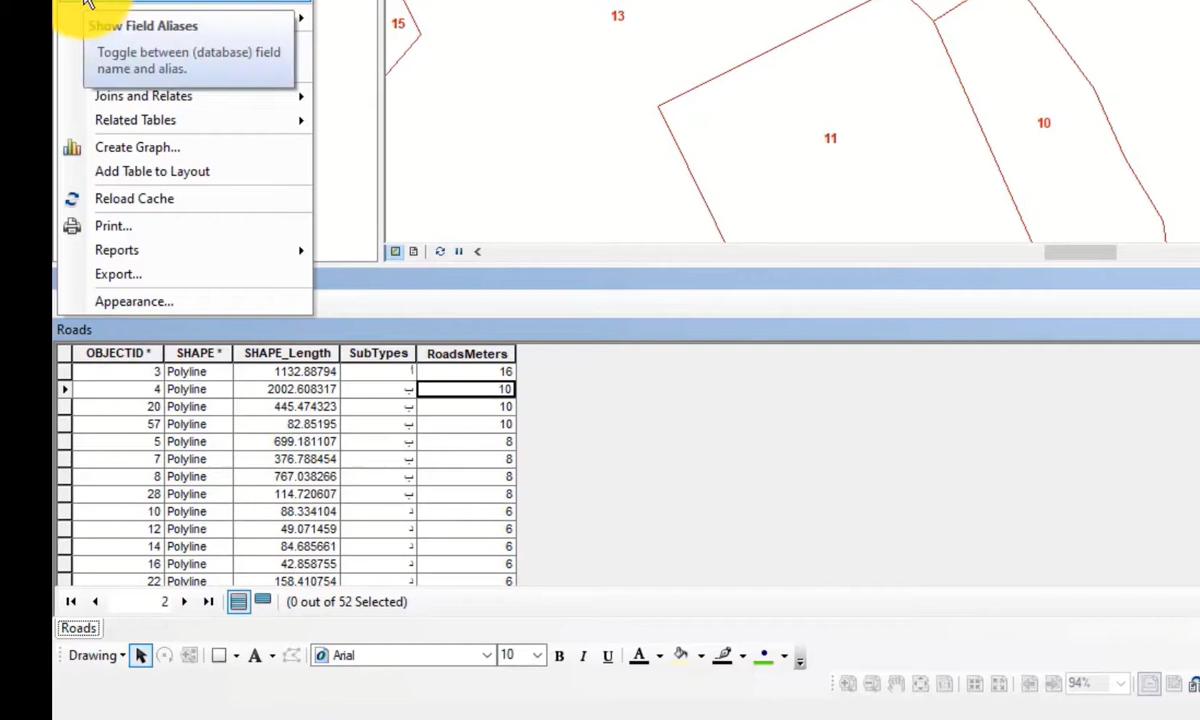 Show Field Aliases
Toggle between (database) field
name and alias.
Joins and Relates
Related Tables
Create Graph...
Add Table to Layout
Reload Cache
Print...
Reports
Export...
Appearance...
15
13
11
10
Roads
OBJECTID * SHAPE * SHAPE_Length SubTypes RoadsMeters
3 Polyline 1132.88794 أ 16
4 Polyline 2002.608317 ب 10
20 Polyline 445.474323 ب 10
57 Polyline 82.85195 ب 10
5 Polyline 699.181107 ب 8
7 Polyline 376.788454 ب 8
8 Polyline 767.038266 ب 8
28 Polyline 114.720607 ب 8
10 Polyline 88.334104 د 6
12 Polyline 49.071459 د 6
14 Polyline 84.685661 د 6
16 Polyline 42.858755 د 6
22 Polyline 158.410754 د 6
2 (0 out of 52 Selected)
Roads
Drawing A Arial 10 B I U A
94%